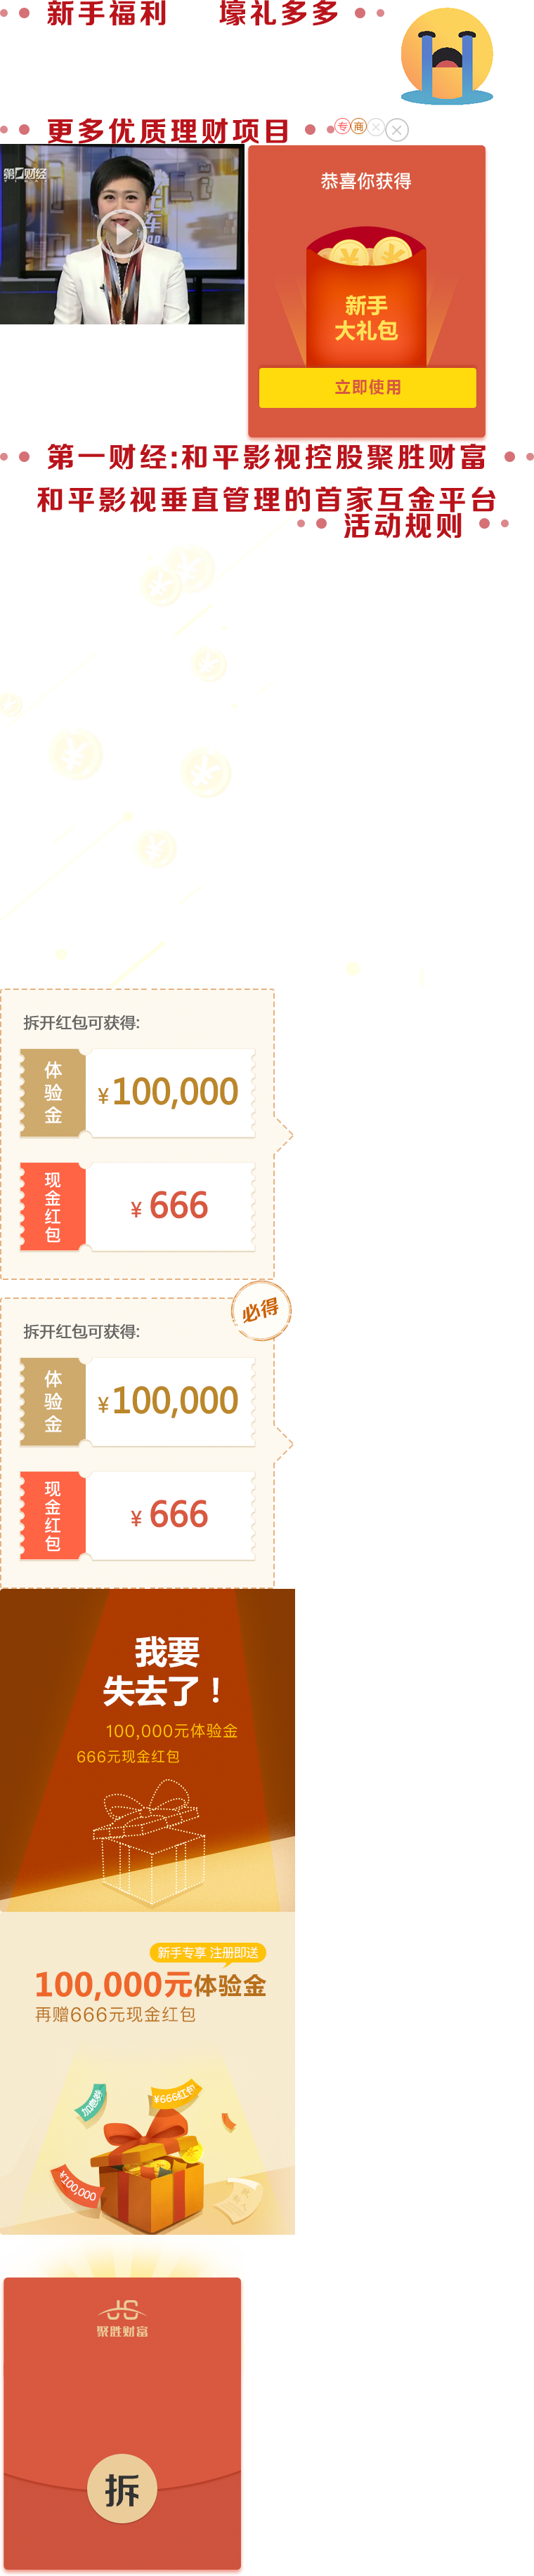 新手福利 壕礼多多
更多优质理财项目
专 商
第一财经
恭喜你获得
新手
大礼包
立即使用
第一财经:和平影视控股聚胜财富
和平影视垂直管理的首家互金平台
活动规则
拆开红包可获得:
体验金
¥100,000
现金红包
¥ 666
必得
拆开红包可获得:
体验金
¥100,000
现金红包
¥ 666
我要
失去了！
100,000元体验金
666元现金红包
新手专享 注册即送
100,000元体验金
再赠666元现金红包
加息券
¥666红包
¥100,000
JS
聚胜财富
拆